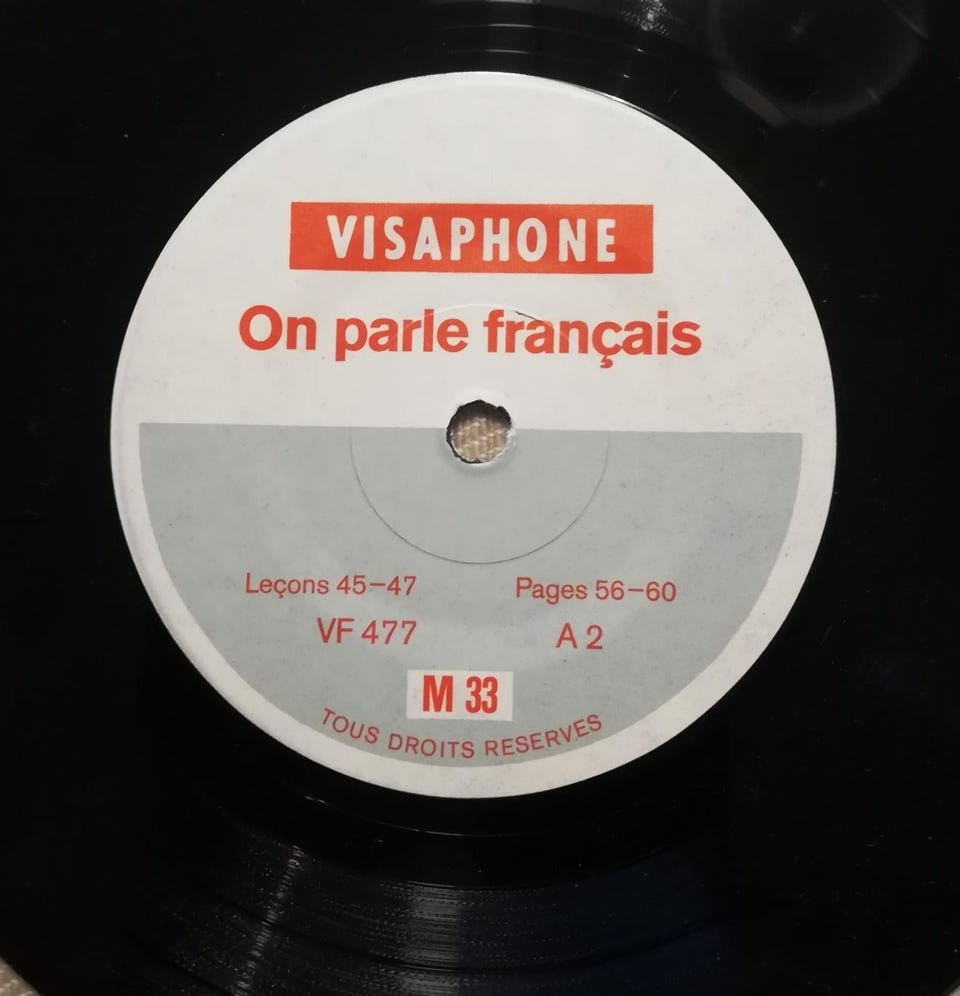 VISAPHONE
On parle français
Leçons 45–47 Pages 56–60
VF 477 A 2
M 33
TOUS DROITS RESERVES